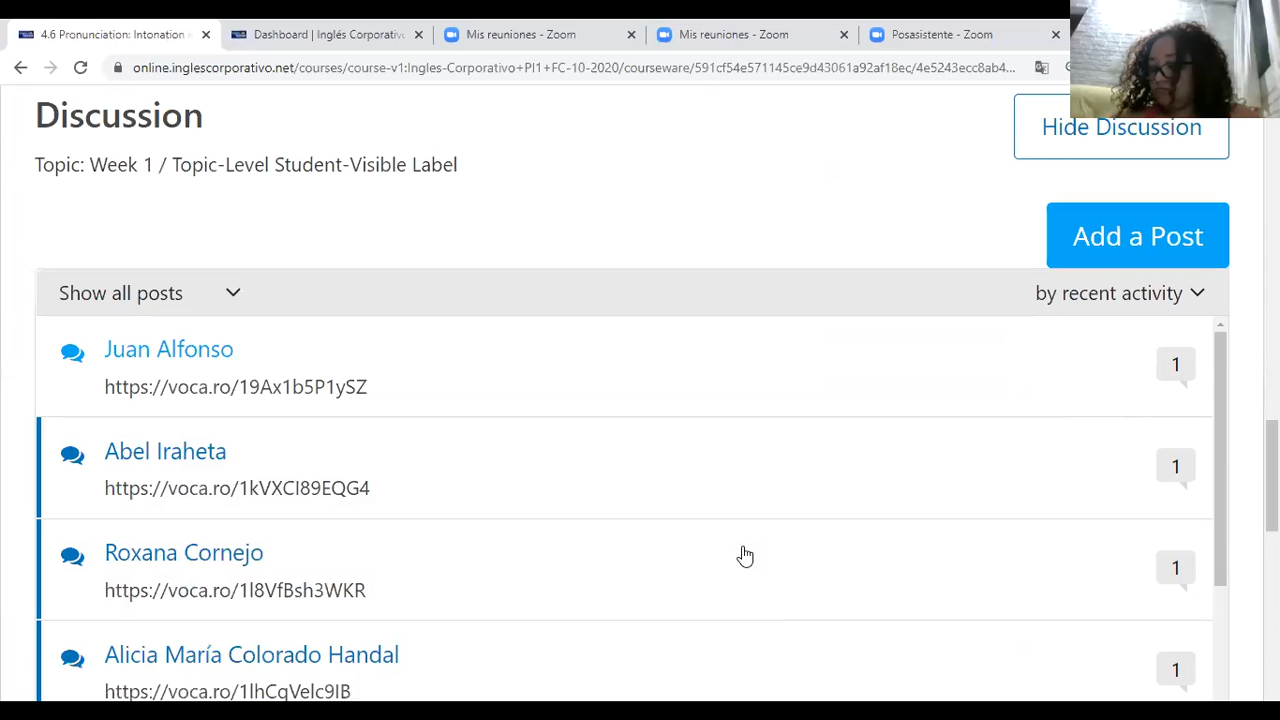 4.6 Pronunciation: Intonation
Dashboard | Inglés Corporati
Mis reuniones - Zoom
Mis reuniones - Zoom
Posasistente - Zoom
online.inglescorporativo.net/courses/course-v1:Ingles-Corporativo+PI1+FC-10-2020/courseware/591cf54e571145ce9d43061a92af18ec/4e5243ecc8ab4...
Discussion
Hide Discussion
Topic: Week 1 / Topic-Level Student-Visible Label
Add a Post
Show all posts
by recent activity
Juan Alfonso
1
https://voca.ro/19Ax1b5P1ySZ
Abel Iraheta
1
https://voca.ro/1kVXCI89EQG4
Roxana Cornejo
1
https://voca.ro/1l8VfBsh3WKR
Alicia María Colorado Handal
1
https://voca.ro/1lhCqVelc9IB